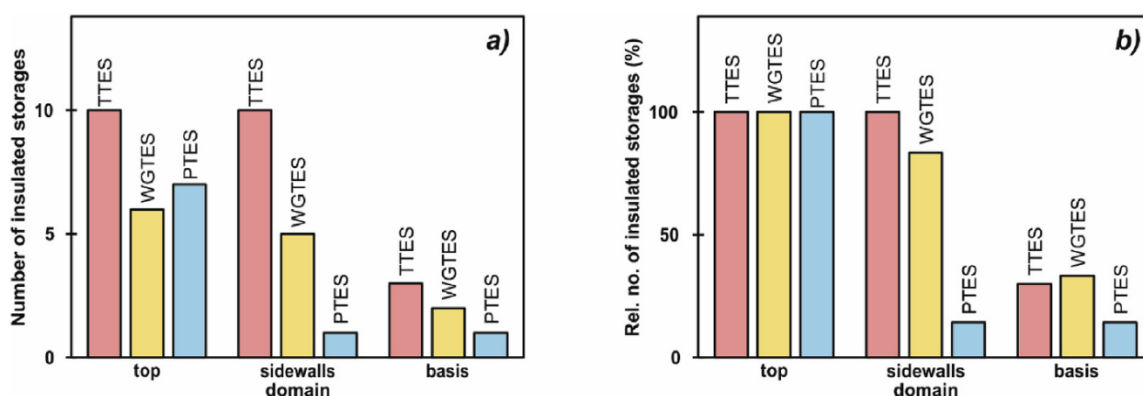 a)
Number of insulated storages
10
5
0
TTES
WGTES
PTES
TTES
WGTES
PTES
TTES
WGTES
PTES
top
sidewalls
basis
domain
b)
Rel. no. of insulated storages (%)
100
50
0
TTES
WGTES
PTES
TTES
WGTES
PTES
TTES
WGTES
PTES
top
sidewalls
basis
domain